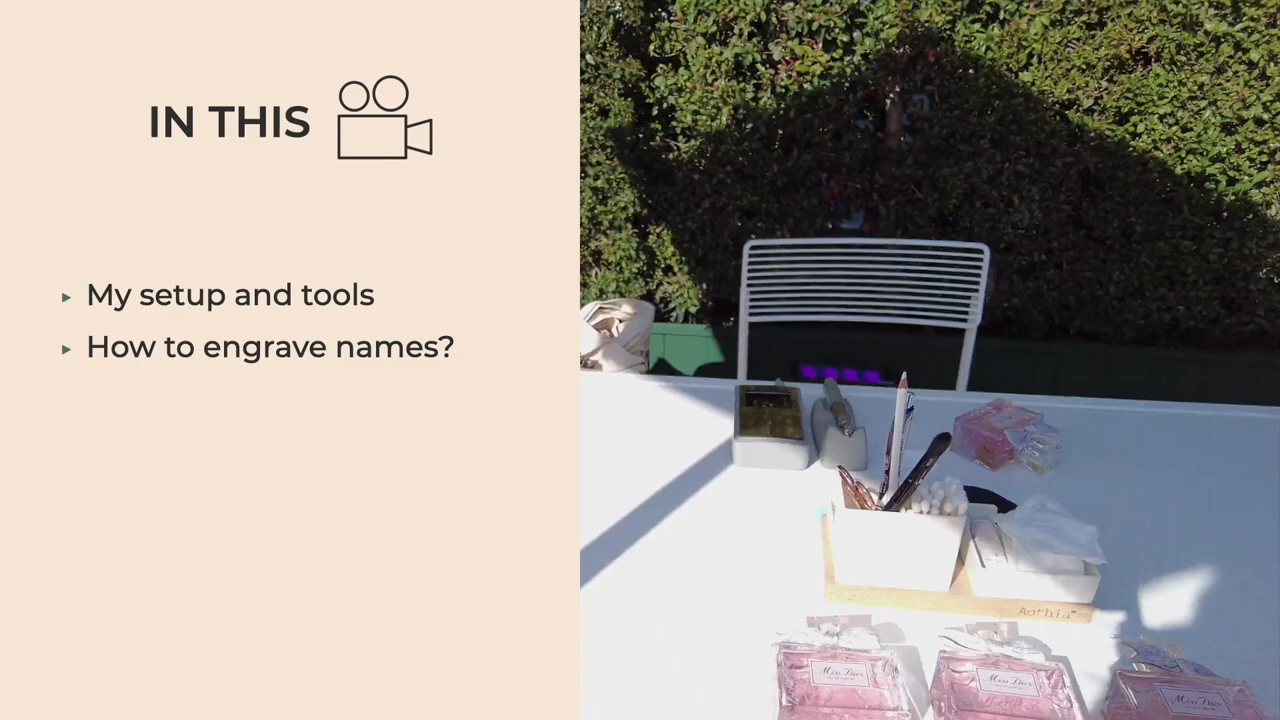 IN THIS
My setup and tools
How to engrave names?
Aothia
Miss Dior
Miss Dior
Miss Dior